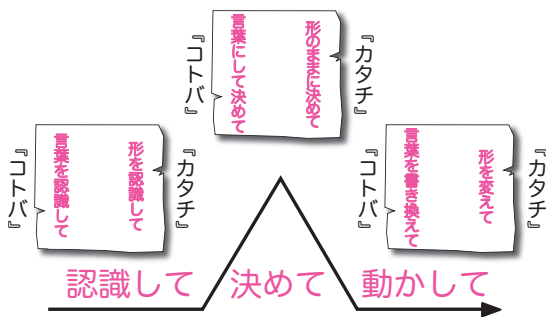 『カタチ』
形のままに決めて
言葉にして決めて
『コトバ』
『カタチ』
形を認識して
言葉を認識して
『コトバ』
『カタチ』
形を変えて
言葉を書き換えて
『コトバ』
認識して
決めて
動かして